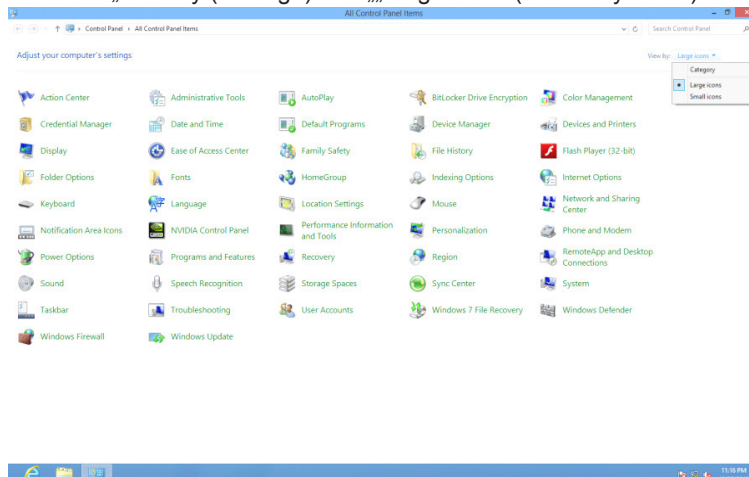 All Control Panel Items
Control Panel › All Control Panel Items
Search Control Panel
Adjust your computer's settings
View by: Large icons
Category
Large icons
Small icons
Action Center
Administrative Tools
AutoPlay
BitLocker Drive Encryption
Color Management
Credential Manager
Date and Time
Default Programs
Device Manager
Devices and Printers
Display
Ease of Access Center
Family Safety
File History
Flash Player (32-bit)
Folder Options
Fonts
HomeGroup
Indexing Options
Internet Options
Keyboard
Language
Location Settings
Mouse
Network and Sharing
Center
Notification Area Icons
NVIDIA Control Panel
Performance Information
and Tools
Personalization
Phone and Modem
Power Options
Programs and Features
Recovery
Region
RemoteApp and Desktop
Connections
Sound
Speech Recognition
Storage Spaces
Sync Center
System
Taskbar
Troubleshooting
User Accounts
Windows 7 File Recovery
Windows Defender
Windows Firewall
Windows Update
11:16 PM